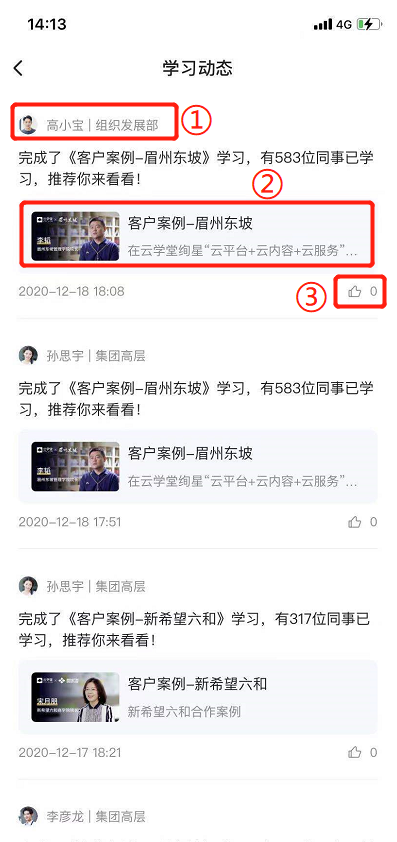 14:13
4G
学习动态
高小宝 | 组织发展部
①
完成了《客户案例-眉州东坡》学习，有583位同事已学
习，推荐你来看看！
②
李韬
客户案例-眉州东坡
在云学堂绚星“云平台+云内容+云服务”...
2020-12-18 18:08
③
0
孙思宇 | 集团高层
完成了《客户案例-眉州东坡》学习，有583位同事已学
习，推荐你来看看！
李韬
客户案例-眉州东坡
在云学堂绚星“云平台+云内容+云服务”...
2020-12-18 17:51
0
孙思宇 | 集团高层
完成了《客户案例-新希望六和》学习，有317位同事已
学习，推荐你来看看！
宋月朋
客户案例-新希望六和
新希望六和合作案例
2020-12-17 18:21
0
李彦龙 | 集团高层